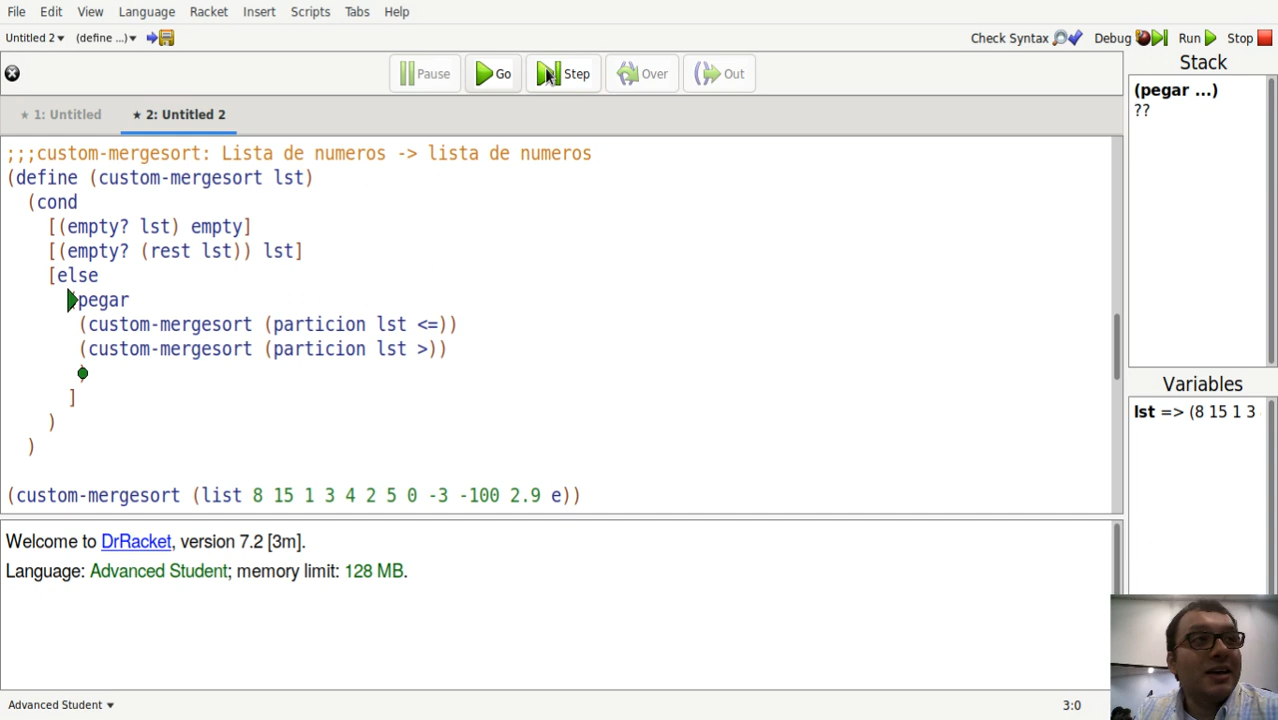 File Edit View Language Racket Insert Scripts Tabs Help
Untitled 2 (define ...) Check Syntax Debug Run Stop
Pause Go Step Over Out
1: Untitled 2: Untitled 2
;;;custom-mergesort: Lista de numeros -> lista de numeros
(define (custom-mergesort lst)
(cond
[(empty? lst) empty]
[(empty? (rest lst)) lst]
[else
pegar
(custom-mergesort (particion lst <=))
(custom-mergesort (particion lst >))
)
]
)
)
(custom-mergesort (list 8 15 1 3 4 2 5 0 -3 -100 2.9 e))
Welcome to DrRacket, version 7.2 [3m].
Language: Advanced Student; memory limit: 128 MB.
Stack
(pegar ...)
??
Variables
lst => (8 15 1 3
Advanced Student 3:0